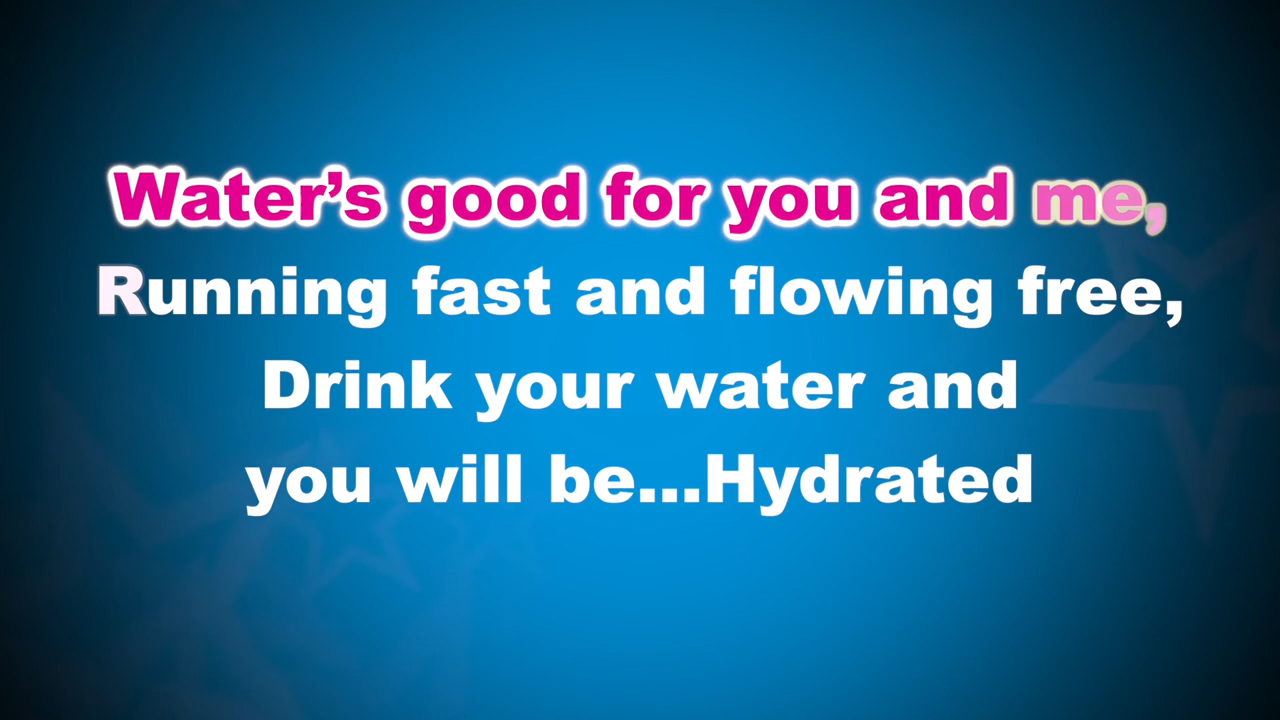 Water’s good for you and me,
Running fast and flowing free,
Drink your water and
you will be...Hydrated